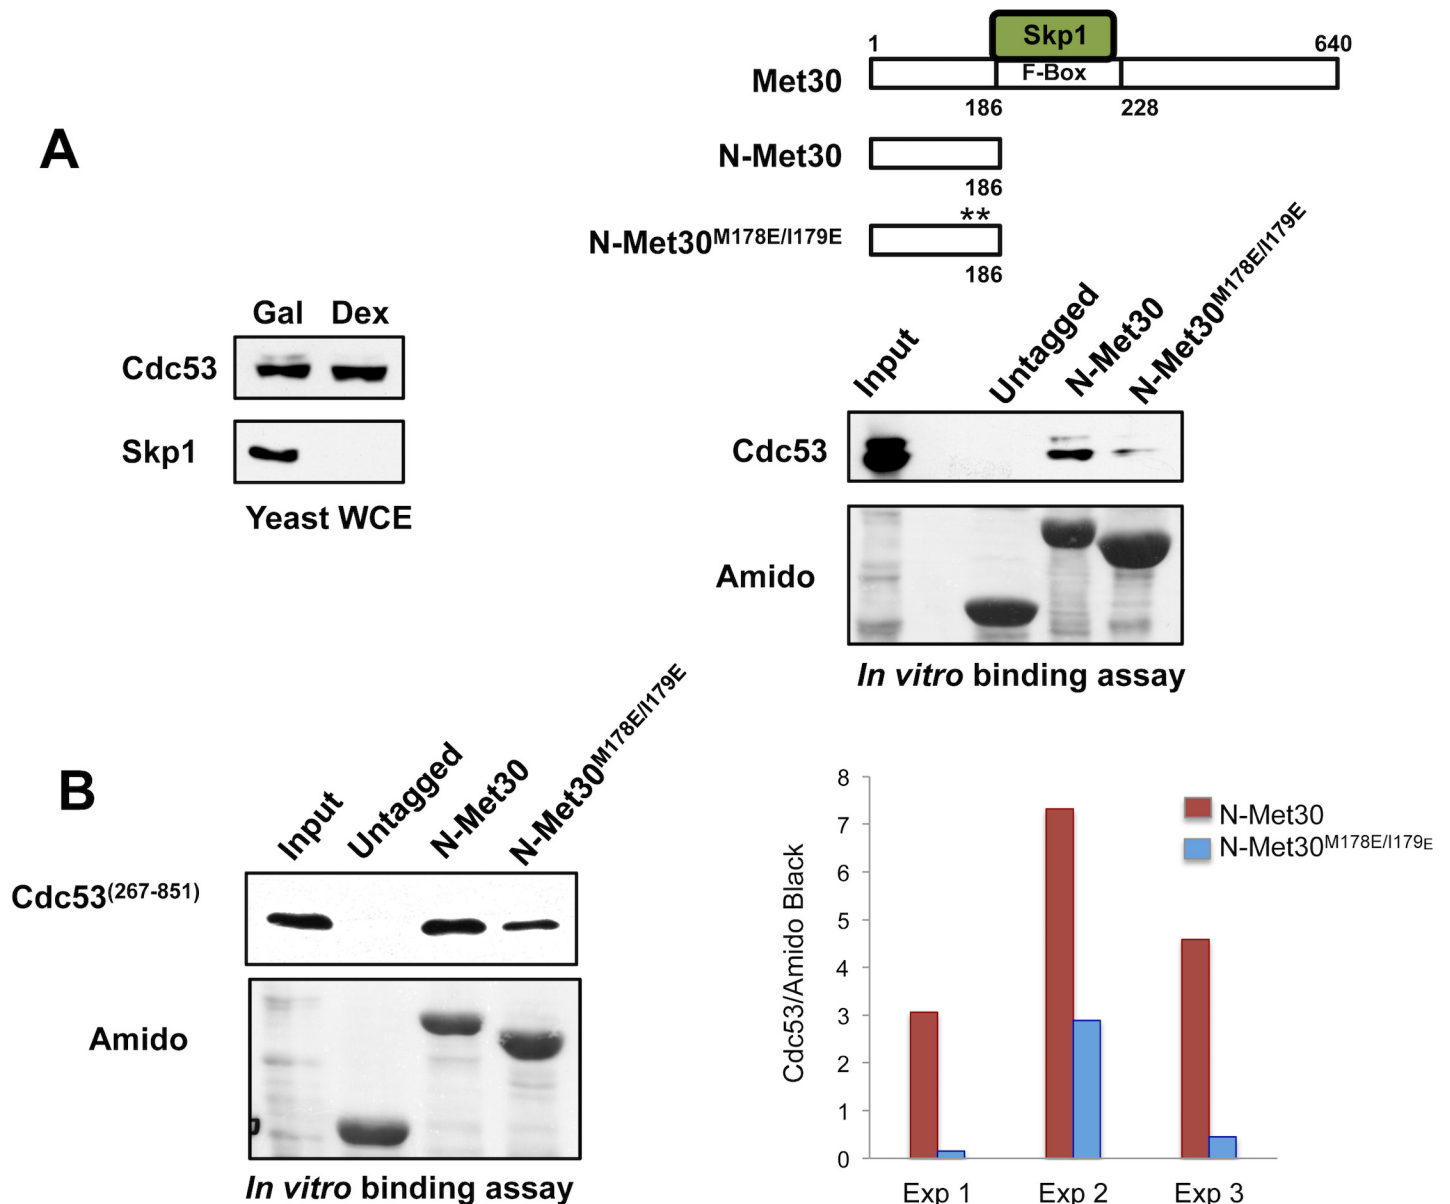 Skp1
1
640
Met30
F-Box
186
228
A
N-Met30
186
**
N-Met30M178E/I179E
186
Gal Dex
Cdc53
Skp1
Yeast WCE
Input
Untagged
N-Met30
N-Met30M178E/I179E
Cdc53
Amido
In vitro binding assay
B
Input
Untagged
N-Met30
N-Met30M178E/I179E
Cdc53(267-851)
Amido
In vitro binding assay
Cdc53/Amido Black
8
7
6
5
4
3
2
1
0
N-Met30
N-Met30M178E/I179E
Exp 1
Exp 2
Exp 3